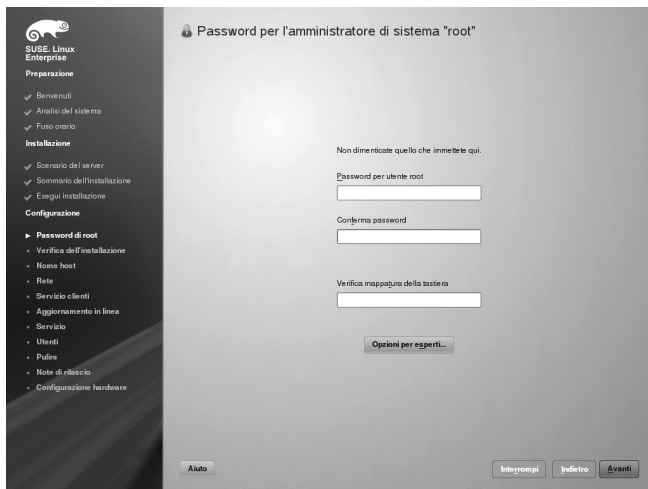 SUSE. Linux
Enterprise
Preparazione
Benvenuti
Analisi del sistema
Fuso orario
Installazione
Scenario del server
Sommario dell'installazione
Esegui installazione
Configurazione
Password di root
Verifica dell'installazione
Nome host
Rete
Servizio clienti
Aggiornamento in linea
Servizio
Utenti
Pulire
Note di rilascio
Configurazione hardware
Password per l'amministratore di sistema "root"
Non dimenticate quello che immettete qui.
Password per utente root
Conferma password
Verifica mappatura della tastiera
Opzioni per esperti...
Aiuto
Interrompi
Indietro
Avanti